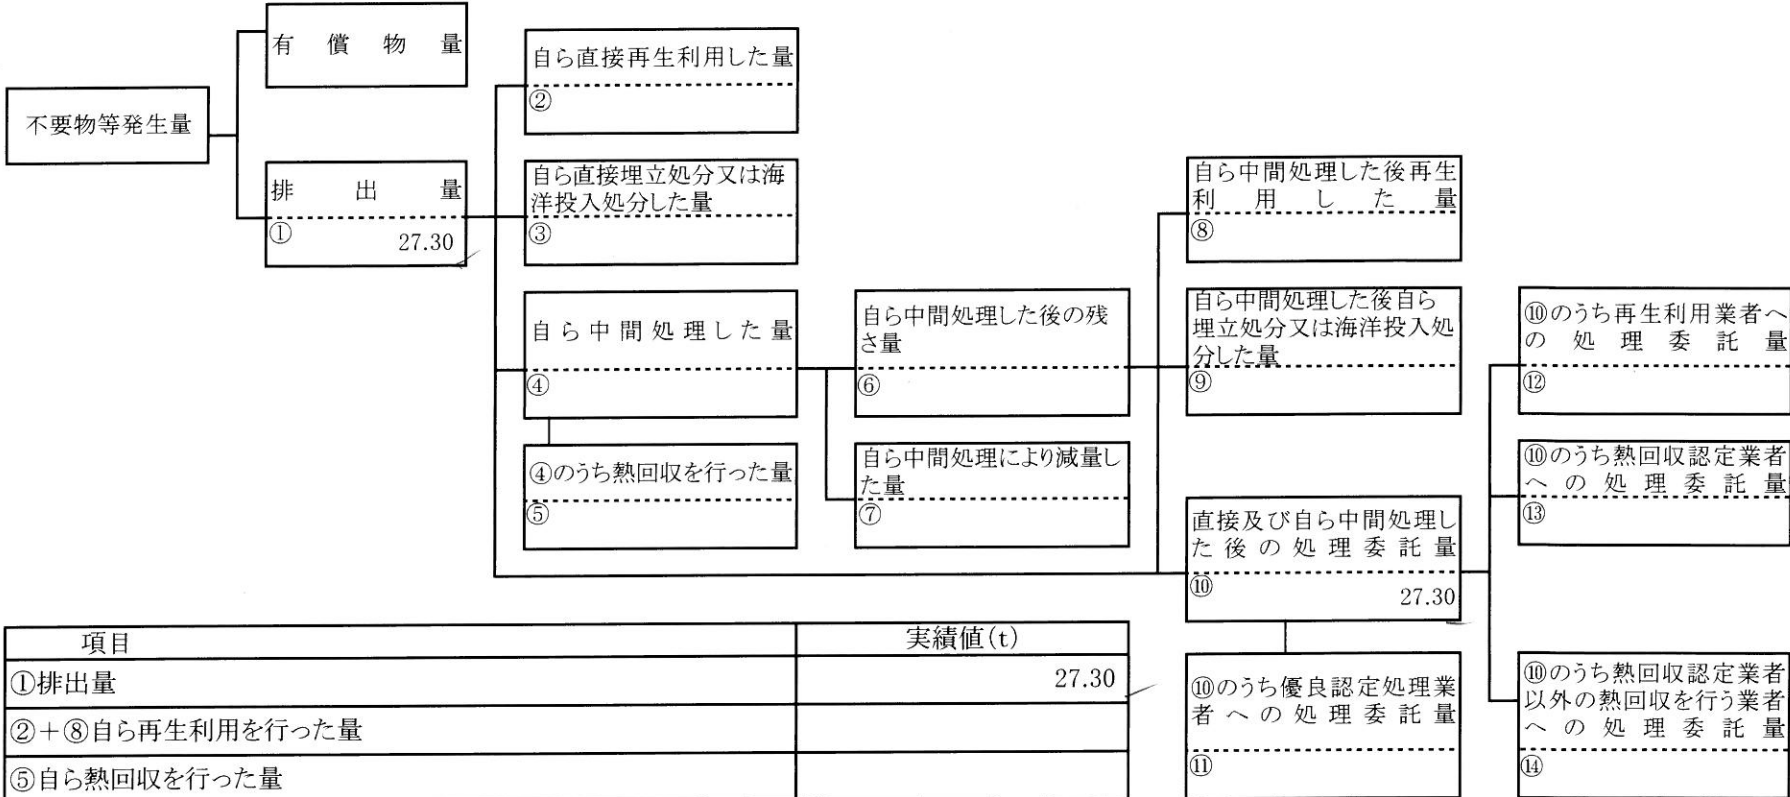 不要物等発生量
有償物量
排出量
①
27.30
自ら直接再生利用した量
②
自ら直接埋立処分又は海
洋投入処分した量
③
自ら中間処理した量
④
④のうち熱回収を行った量
⑤
自ら中間処理した後の残
さ量
⑥
自ら中間処理により減量し
た量
⑦
自ら中間処理した後再生
利用した量
⑧
自ら中間処理した後自ら
埋立処分又は海洋投入処
分した量
⑨
直接及び自ら中間処理し
た後の処理委託量
⑩
27.30
⑩のうち優良認定処理業
者への処理委託量
⑪
⑩のうち再生利用業者へ
の処理委託量
⑫
⑩のうち熱回収認定業者
への処理委託量
⑬
⑩のうち熱回収認定業者
以外の熱回収を行う業者
への処理委託量
⑭
項目 実績値(t)
①排出量 27.30
②+⑧自ら再生利用を行った量
⑤自ら熱回収を行った量